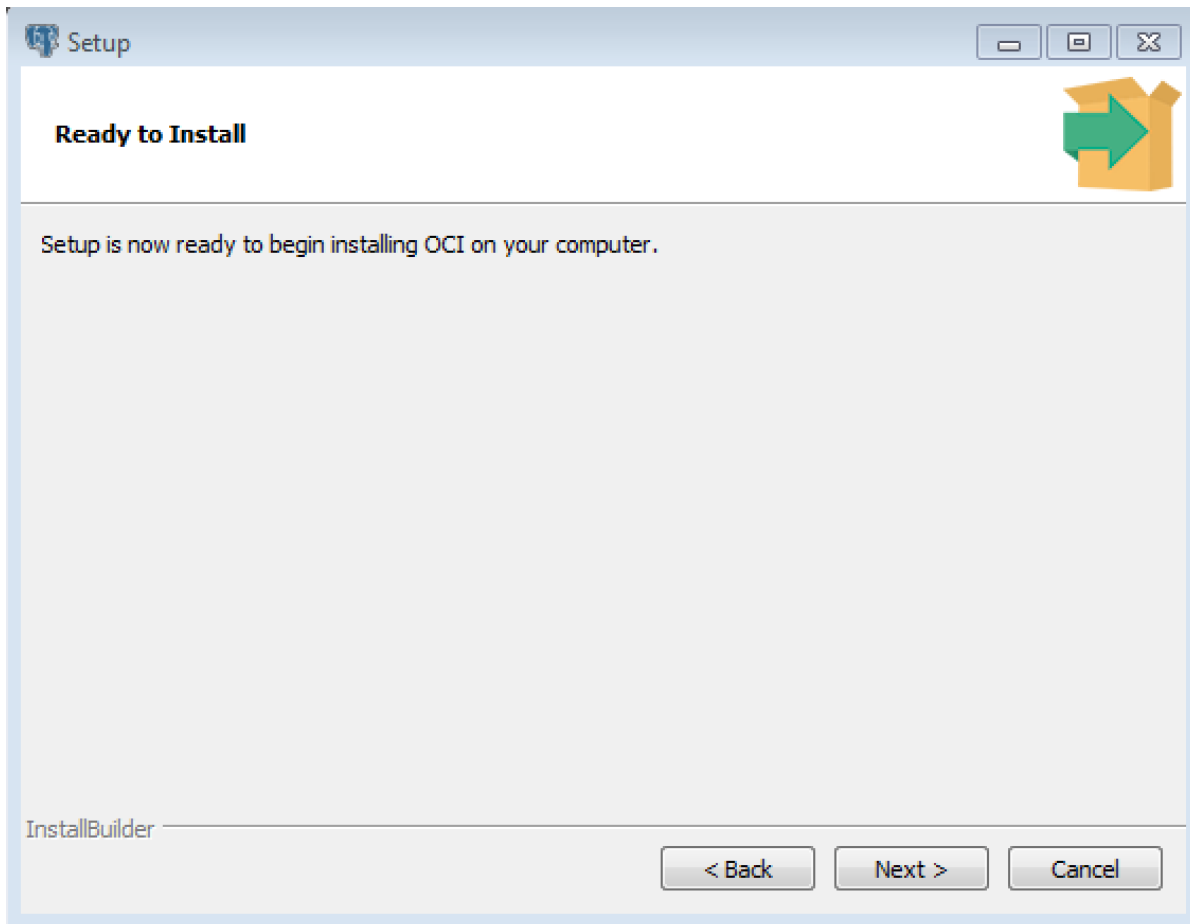 Setup
Ready to Install
Setup is now ready to begin installing OCI on your computer.
InstallBuilder
< Back
Next >
Cancel